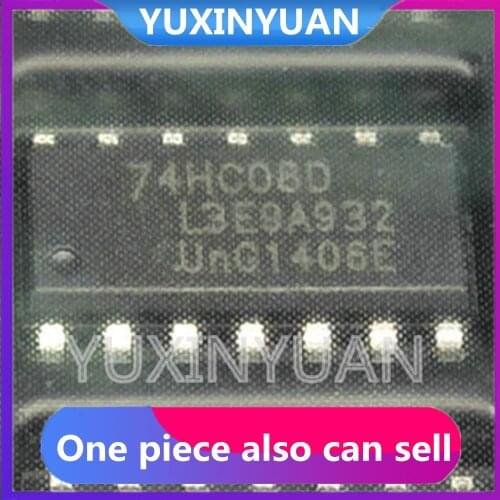 YUXINYUAN
74HC08D
L3E9A932
UnG1406E
YUXINYUAN
One piece also can sell